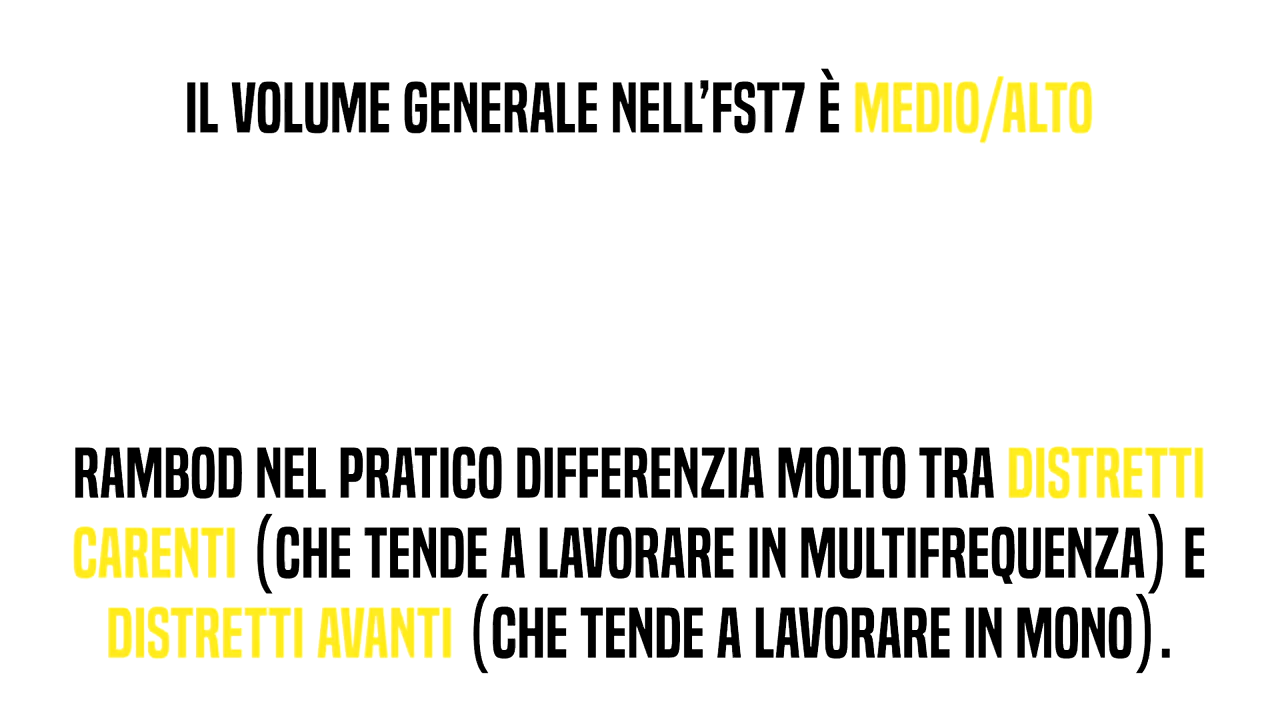 IL VOLUME GENERALE NELL'FST7 È MEDIO/ALTO
RAMBOD NEL PRATICO DIFFERENZIA MOLTO TRA DISTRETTI
CARENTI (CHE TENDE A LAVORARE IN MULTIFREQUENZA) E
DISTRETTI AVANTI (CHE TENDE A LAVORARE IN MONO).